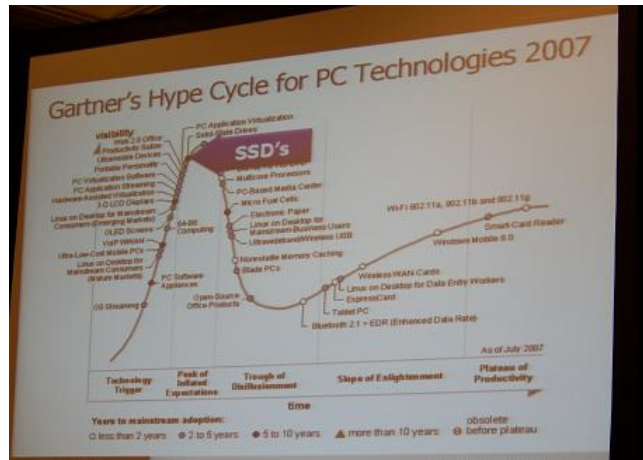 Gartner's Hype Cycle for PC Technologies 2007
visibility
PC Application Virtualization
Solid-State Drives
SSD's
Web 2.0 Office
Productivity Suites
Ultramobile Devices
Portable Personality
PC Virtualization Software
PC Application Streaming
Hardware-Assisted Virtualization
3-D LCD Displays
Linux on Desktop for Mainstream
Consumers (Emerging Markets)
OLED Screens
VoIP WWAN
Ultra-Low-Cost Mobile PCs
Linux on Desktop for
Mainstream Consumers
(Mature Markets)
OS Streaming
64-Bit
Computing
PC Software
Appliances
Multicore Processors
PC-Based Media Center
Micro Fuel Cells
Electronic Paper
Linux on Desktop for
Mainstream Business Users
Ultrawideband/Wireless USB
Nonvolatile Memory Caching
Blade PCs
Open-Source
Office Products
Wi-Fi 802.11a, 802.11b and 802.11g
Smart-Card Reader
Windows Mobile 6.0
Wireless WAN Cards
Linux on Desktop for Data Entry Workers
ExpressCard
Tablet PC
Bluetooth 2.1 + EDR (Enhanced Data Rate)
As of July 2007
Technology
Trigger
Peak of
Inflated
Expectations
Trough of
Disillusionment
Slope of Enlightenment
Plateau of
Productivity
time
Years to mainstream adoption:
less than 2 years
2 to 5 years
5 to 10 years
more than 10 years
obsolete
before plateau